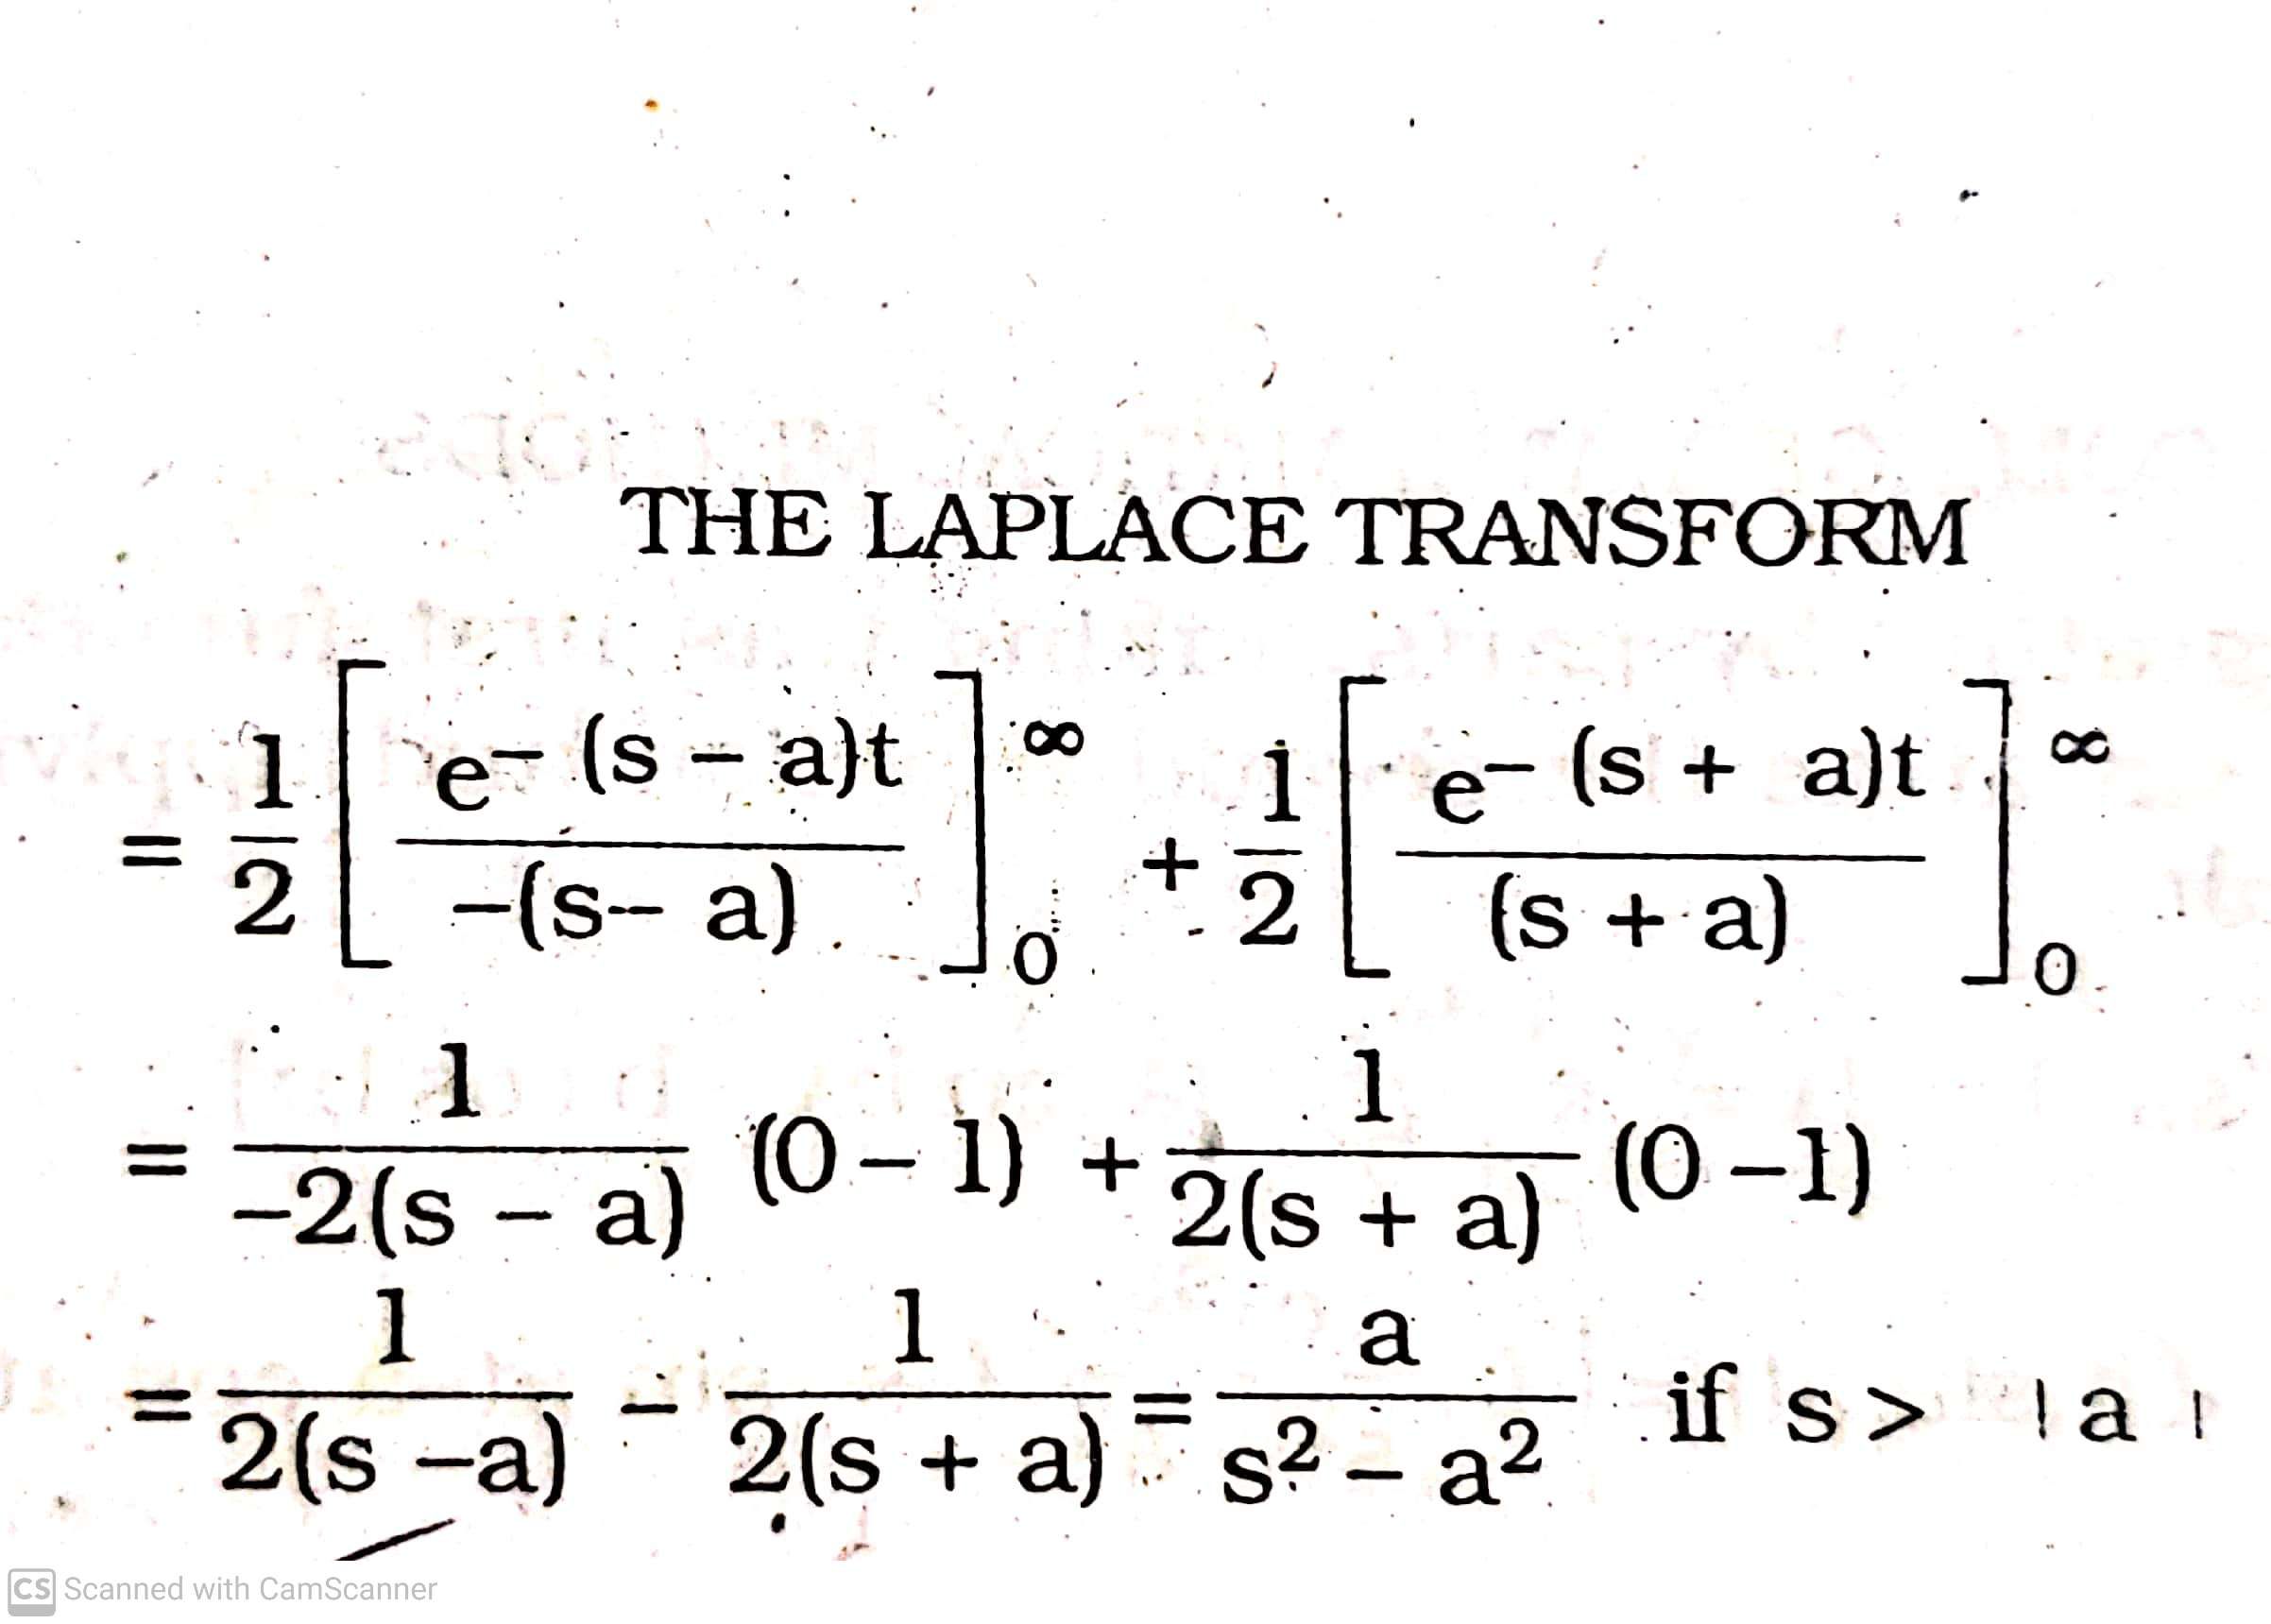 THE LAPLACE TRANSFORM
= 1/2 [ e^– (s – a)t / –(s– a) ]_0^∞ + 1/2 [ e^– (s + a)t / (s + a) ]_0^∞
= 1 / –2(s – a) (0 – 1) + 1 / 2(s + a) (0 –1)
= 1 / 2(s –a) – 1 / 2(s + a) = a / s² – a² if s > |a|
CS Scanned with CamScanner